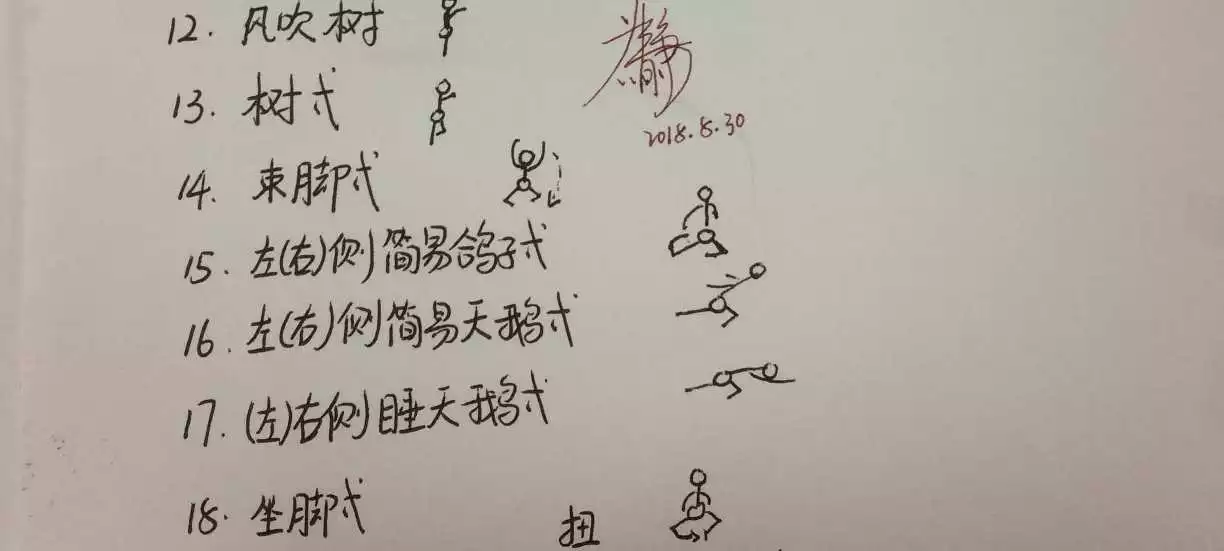 12. 风吹树
13. 树式
2018.8.30
14. 束脚式
15. 左(右)侧简易鸽子式
16. 左(右)侧简易天鹅式
17. (左)右侧睡天鹅式
18. 坐脚式
扭